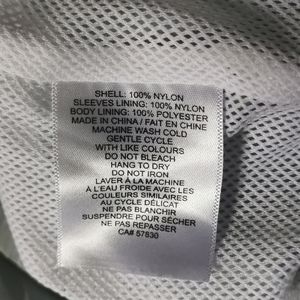 SHELL: 100% NYLON
SLEEVES LINING: 100% NYLON
BODY LINING: 100% POLYESTER
MADE IN CHINA / FAIT EN CHINE
MACHINE WASH COLD
GENTLE CYCLE
WITH LIKE COLOURS
DO NOT BLEACH
HANG TO DRY
DO NOT IRON
LAVER À LA MACHINE
À L'EAU FROIDE AVEC LES
COULEURS SIMILAIRES
AU CYCLE DÉLICAT
NE PAS BLANCHIR
SUSPENDRE POUR SÉCHER
NE PAS REPASSER
CA# 57830